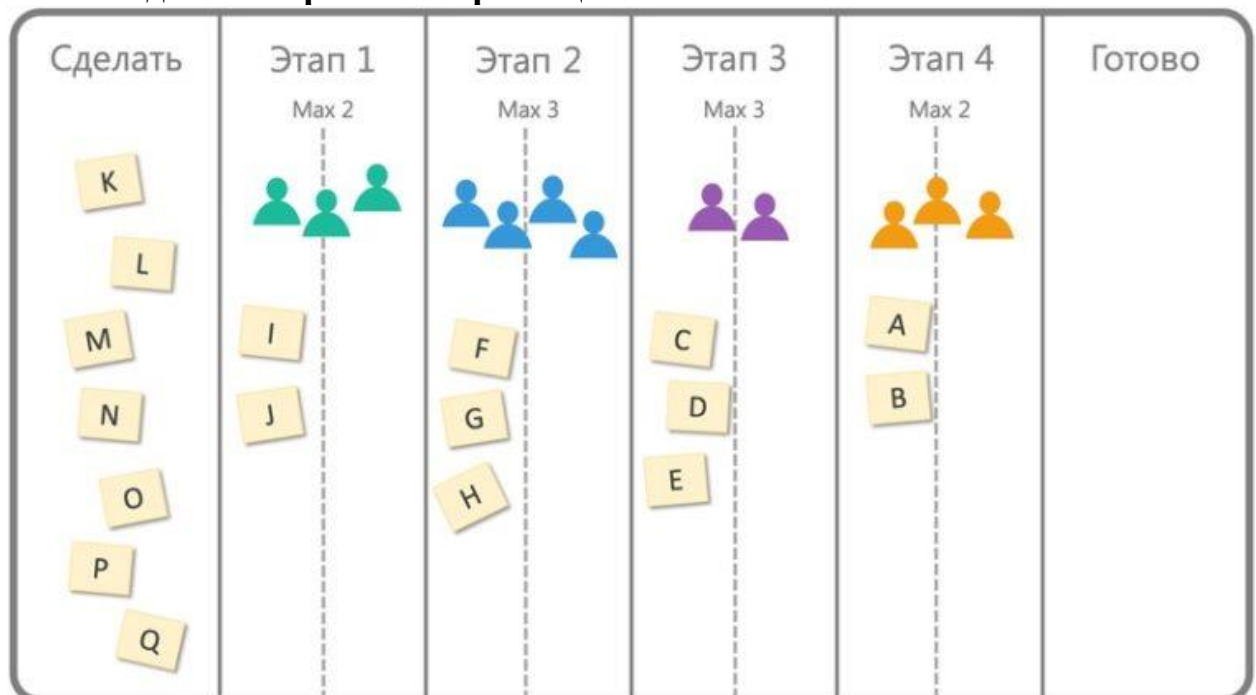 Сделать
Этап 1
Этап 2
Этап 3
Этап 4
Готово
Max 2
Max 3
Max 3
Max 2
K
L
M
N
O
P
Q
I
J
F
G
H
C
D
E
A
B